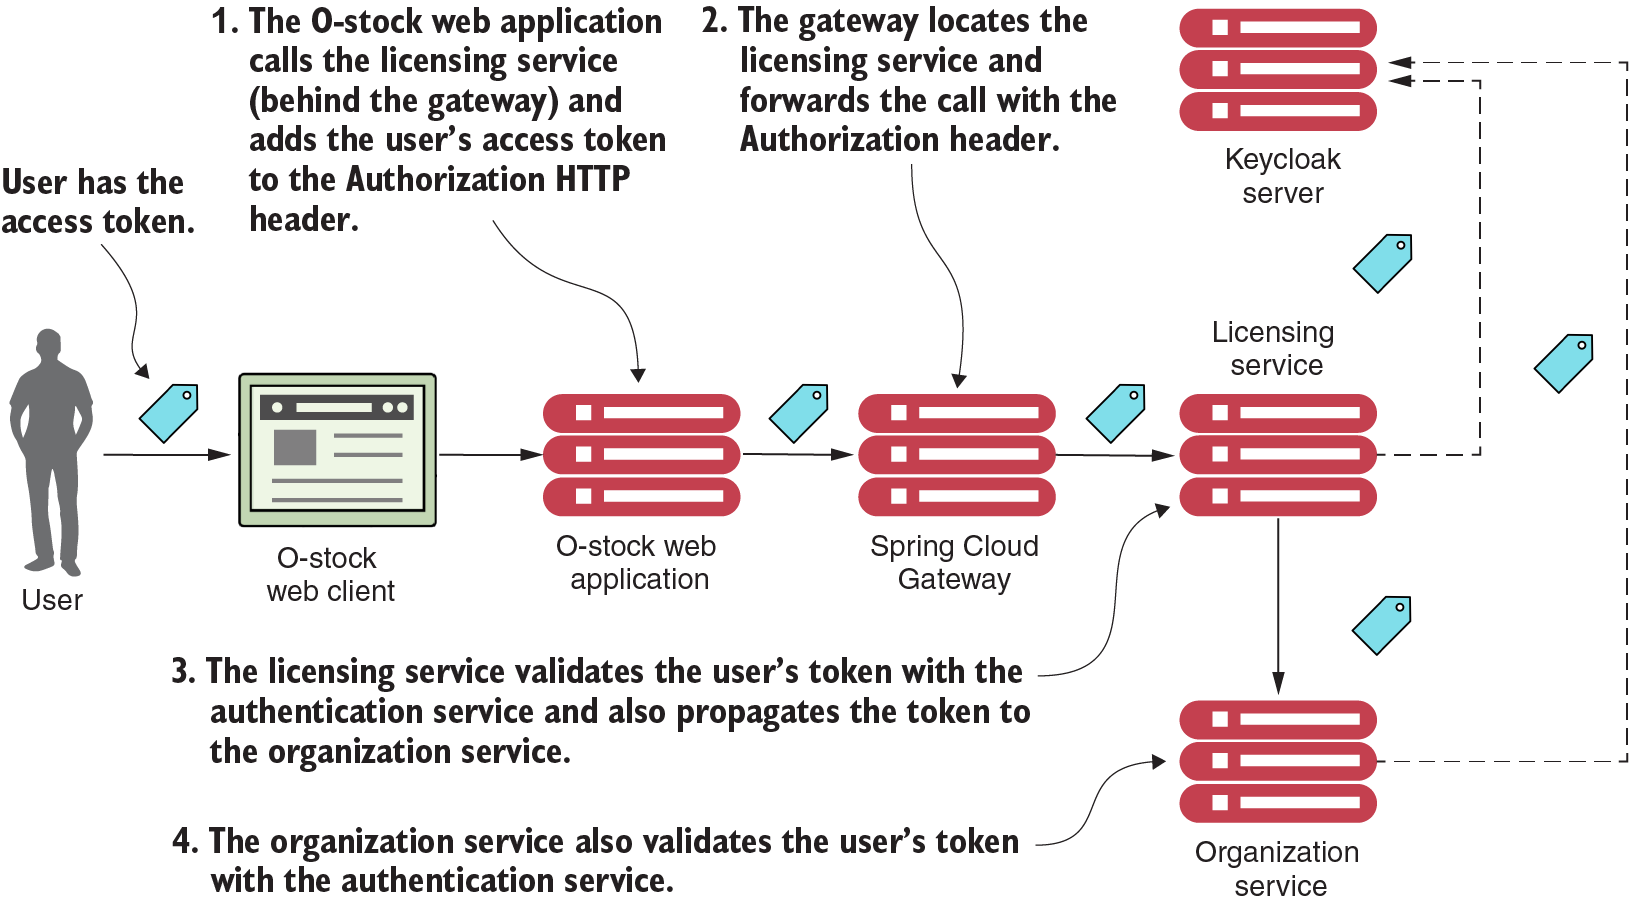 1. The O-stock web application
calls the licensing service
(behind the gateway) and
adds the user’s access token
to the Authorization HTTP
header.
2. The gateway locates the
licensing service and
forwards the call with the
Authorization header.
Keycloak
server
User has the
access token.
Licensing
service
User
O-stock
web client
O-stock web
application
Spring Cloud
Gateway
3. The licensing service validates the user’s token with the
authentication service and also propagates the token to
the organization service.
4. The organization service also validates the user’s token
with the authentication service.
Organization
service